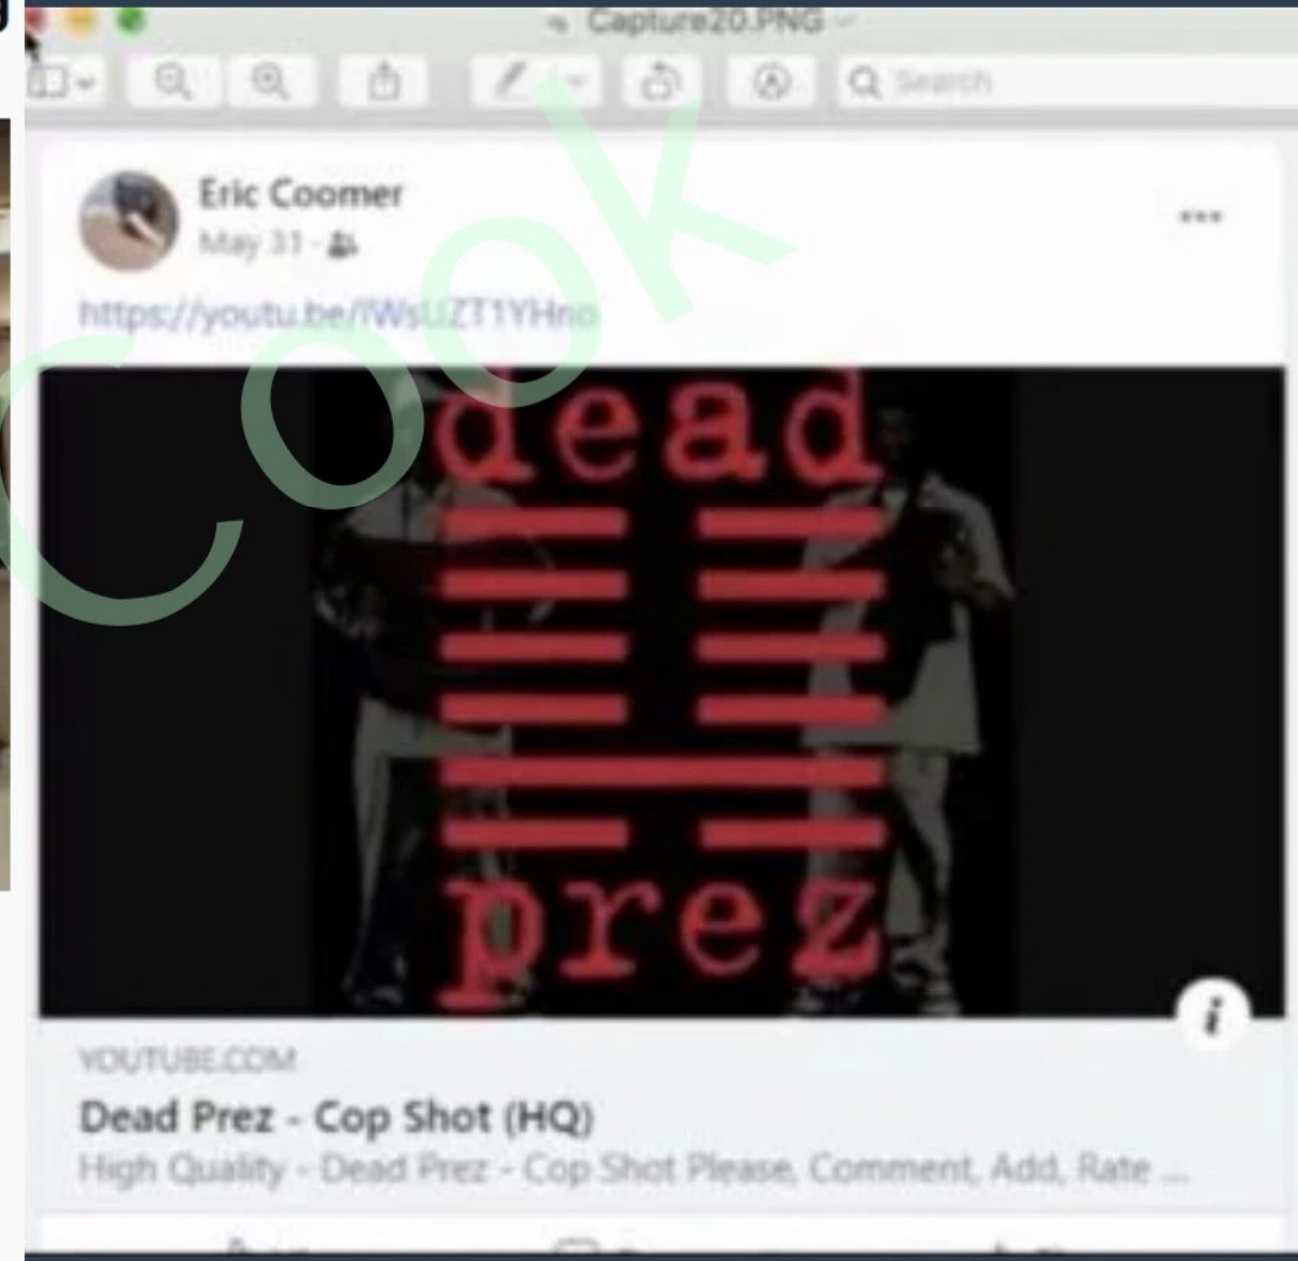 Capture20.PNG
Search
Eric Coomer
May 31
Cook
dead
prez
YOUTUBE.COM
Dead Prez - Cop Shot (HQ)
High Quality - Dead Prez - Cop Shot Please, Comment, Add, Rate ...